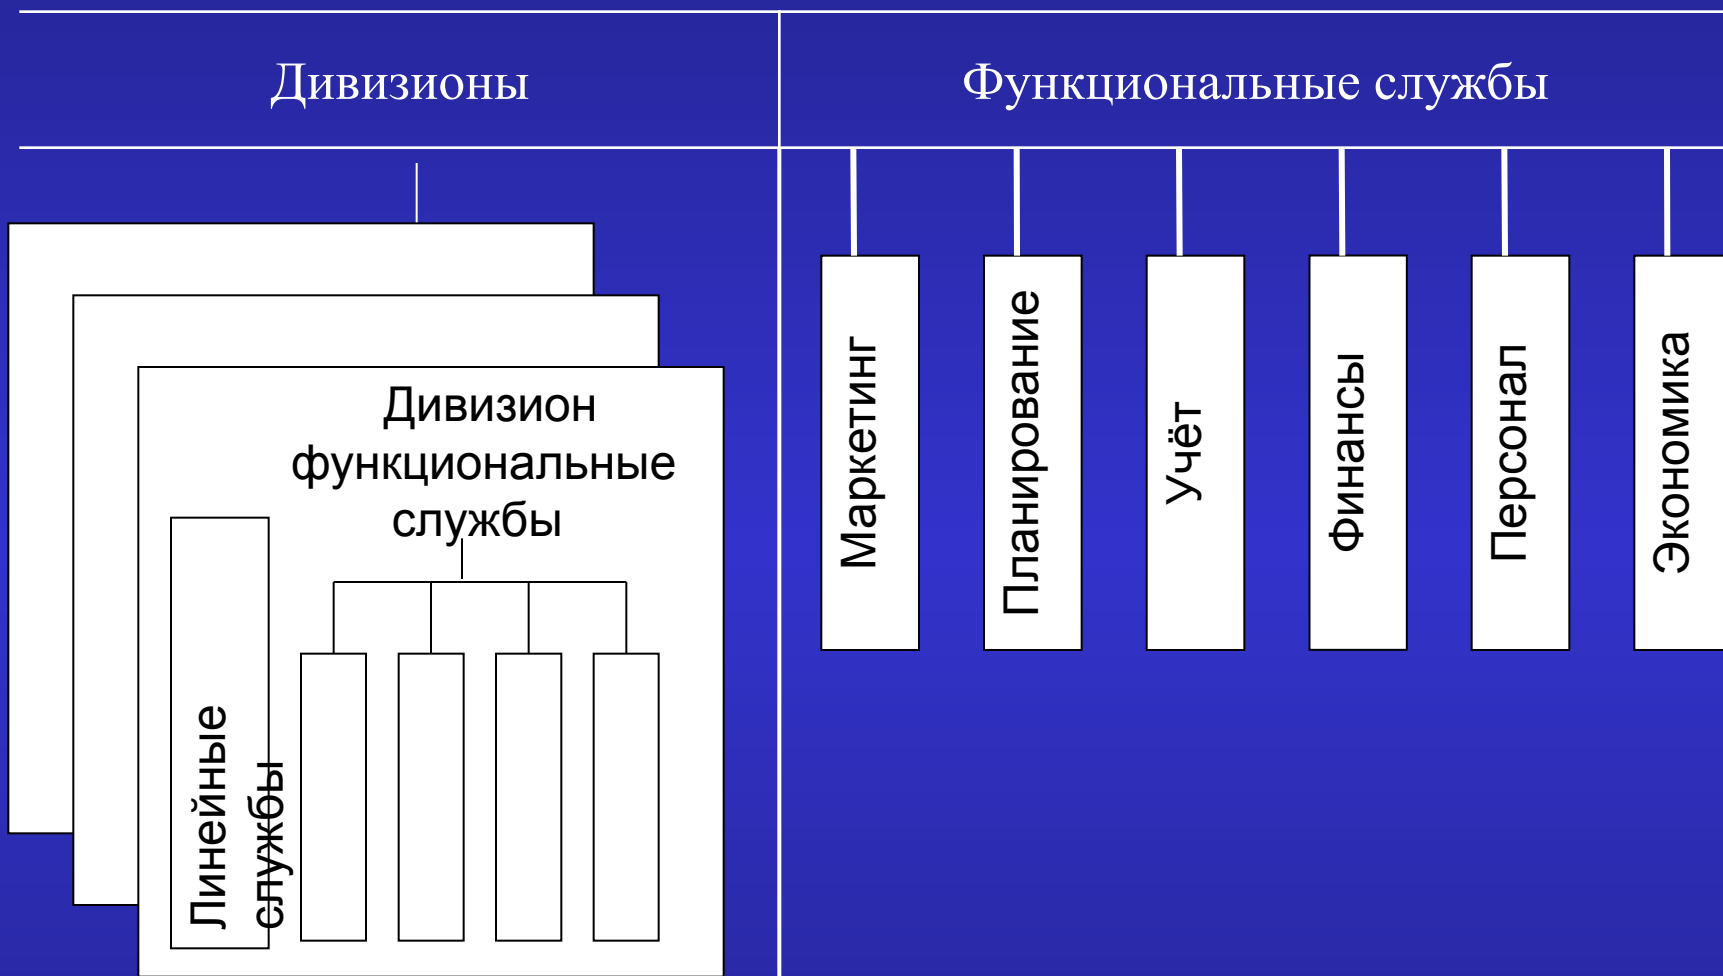 Дивизионы
Функциональные службы
Дивизион
функциональные
службы
Линейные
службы
Маркетинг
Планирование
Учёт
Финансы
Персонал
Экономика